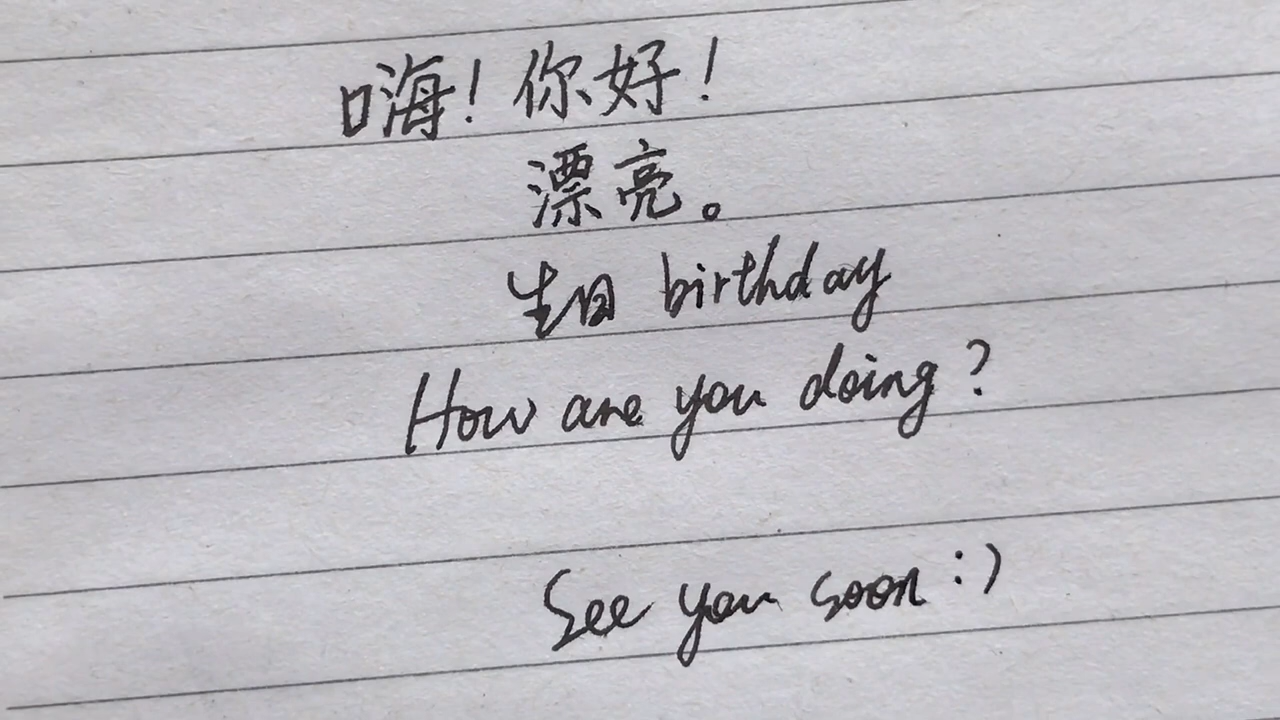 嗨！你好！
漂亮。
生日 birthday
How are you doing?
See you soon :)